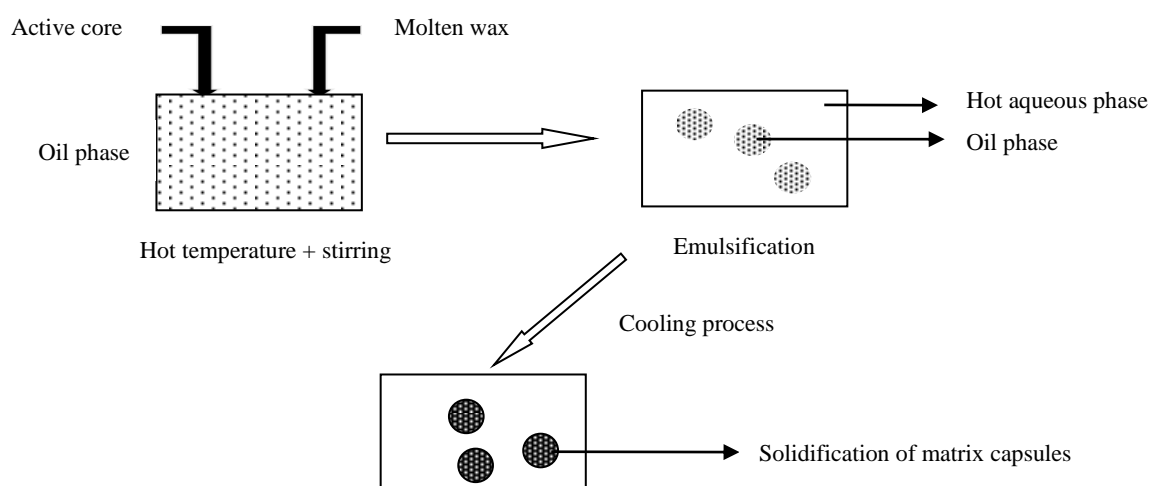 Active core
Molten wax
Oil phase
Hot temperature + stirring
Hot aqueous phase
Oil phase
Emulsification
Cooling process
Solidification of matrix capsules